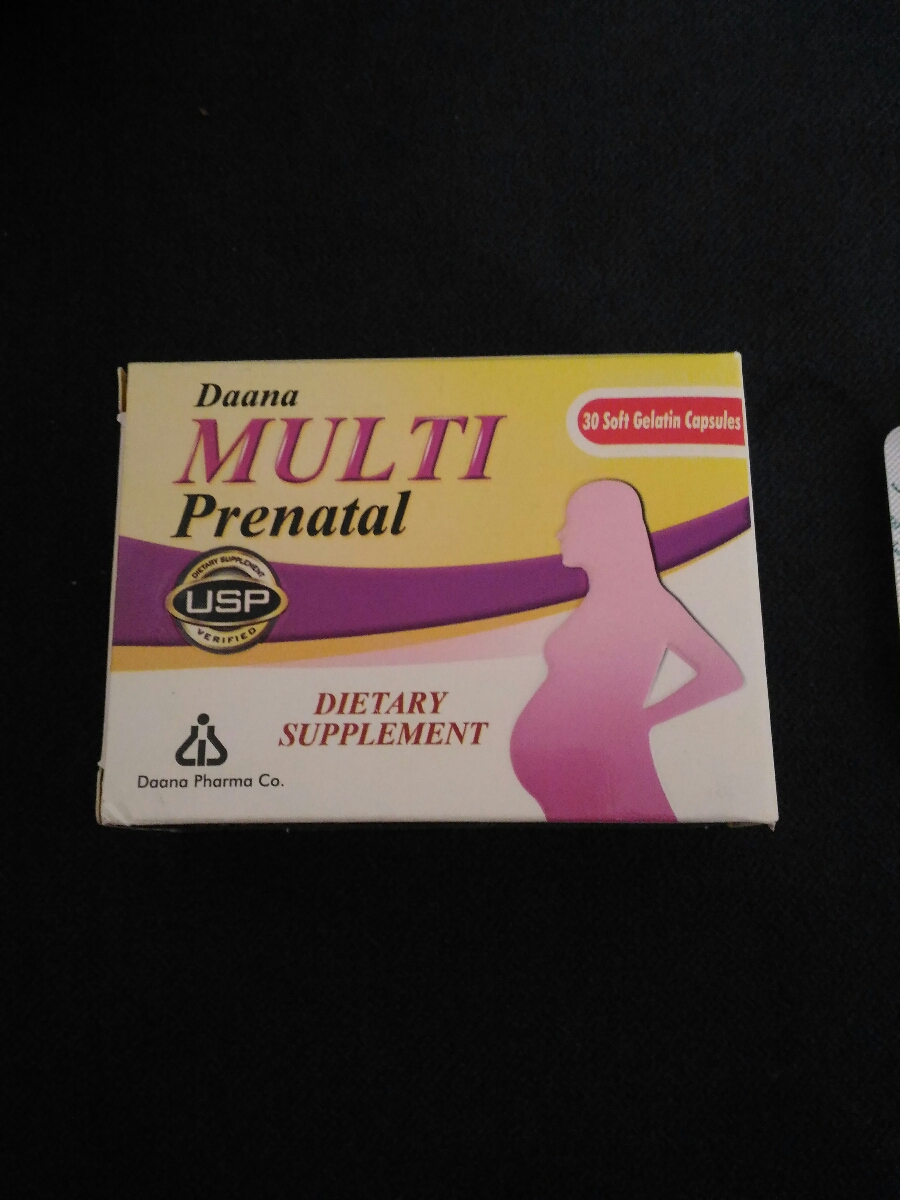 Daana
MULTI
Prenatal
30 Soft Gelatin Capsules
DIETARY SUPPLEMENT
USP
VERIFIED
DIETARY
SUPPLEMENT
Daana Pharma Co.